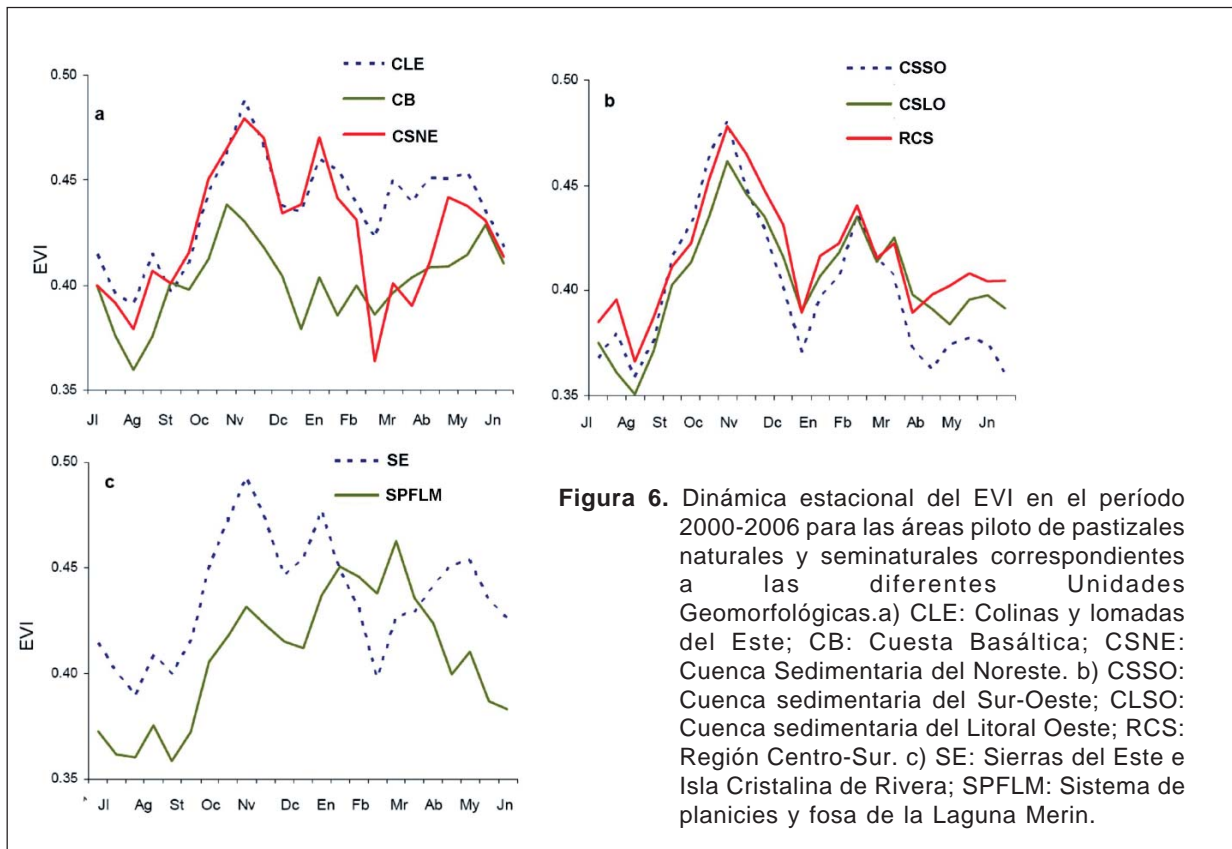 CLE
CB
CSNE
a
0.50
0.45
0.40
0.35
EVI
Jl Ag St Oc Nv Dc En Fb Mr Ab My Jn
CSSO
CSLO
RCS
b
0.50
0.45
0.40
0.35
Jl Ag St Oc Nv Dc En Fb Mr Ab My Jn
SE
SPFLM
c
0.50
0.45
0.40
0.35
EVI
Jl Ag St Oc Nv Dc En Fb Mr Ab My Jn
Figura 6. Dinámica estacional del EVI en el período
2000-2006 para las áreas piloto de pastizales
naturales y seminaturales correspondientes
a las diferentes Unidades
Geomorfológicas.a) CLE: Colinas y lomadas
del Este; CB: Cuesta Basáltica; CSNE:
Cuenca Sedimentaria del Noreste. b) CSSO:
Cuenca sedimentaria del Sur-Oeste; CLSO:
Cuenca sedimentaria del Litoral Oeste; RCS:
Región Centro-Sur. c) SE: Sierras del Este e
Isla Cristalina de Rivera; SPFLM: Sistema de
planicies y fosa de la Laguna Merin.